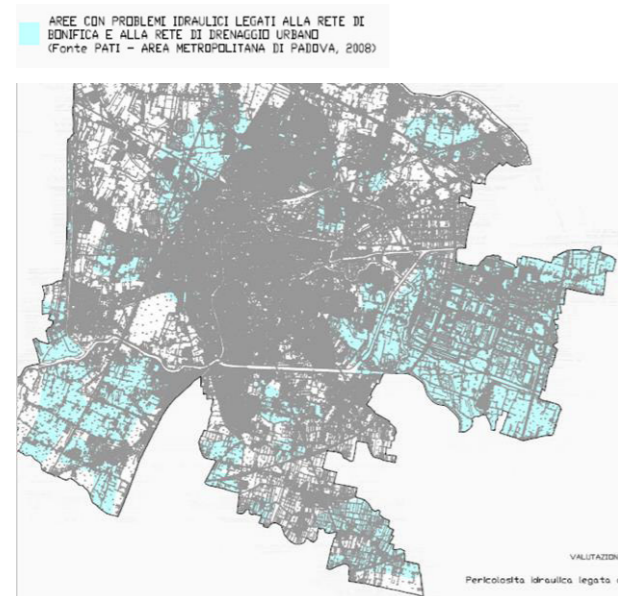 AREE CON PROBLEMI IDRAULICI LEGATI ALLA RETE DI
BONIFICA E ALLA RETE DI DRENAGGIO URBANO
(Fonte PATI - AREA METROPOLITANA DI PADOVA, 2008)
VALUTAZION
Pericolosita idraulica legata